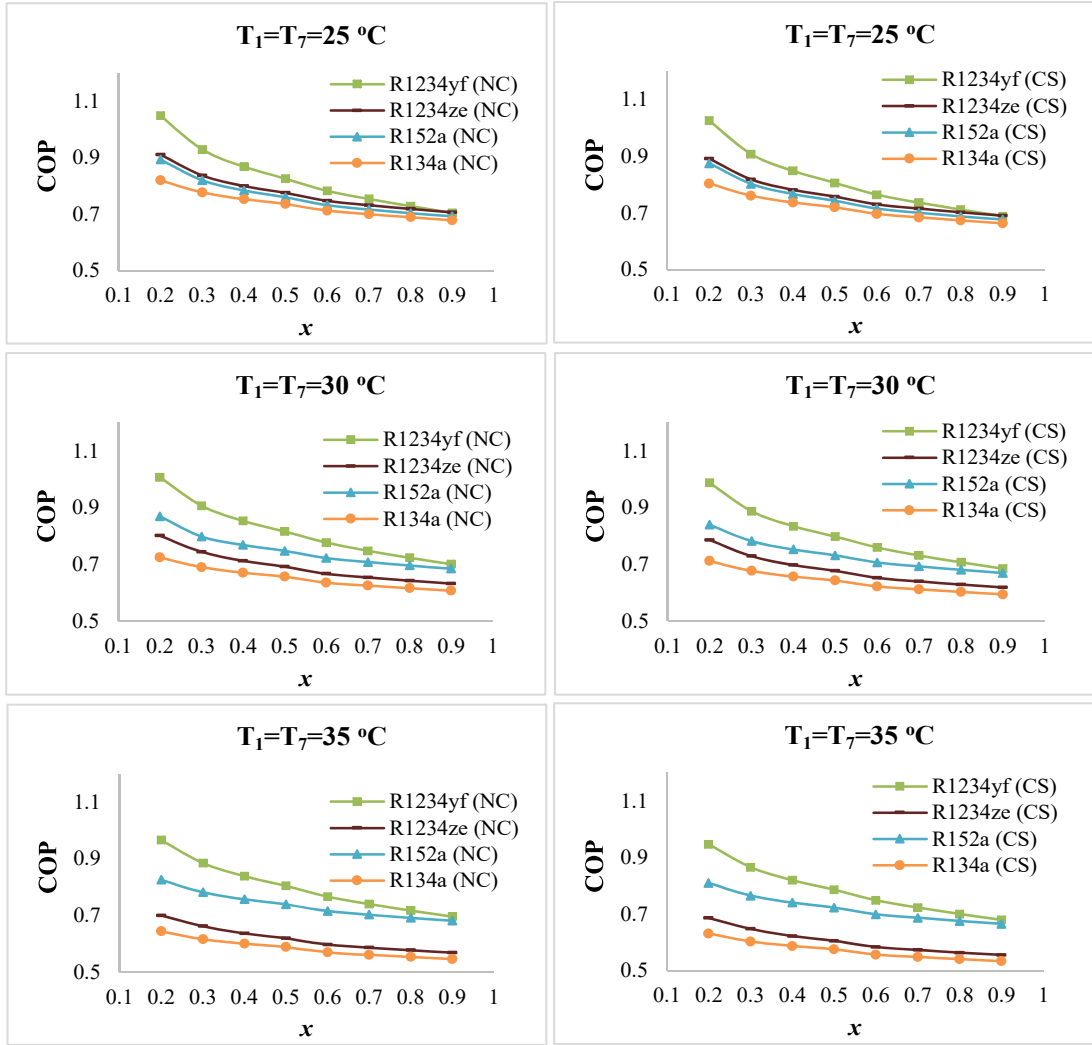 T₁=T₇=25 °C
R1234yf (NC)
R1234ze (NC)
R152a (NC)
R134a (NC)
COP
1.1
0.9
0.7
0.5
0.1 0.2 0.3 0.4 0.5 0.6 0.7 0.8 0.9 1
x
T₁=T₇=25 °C
R1234yf (CS)
R1234ze (CS)
R152a (CS)
R134a (CS)
COP
1.1
0.9
0.7
0.5
0.1 0.2 0.3 0.4 0.5 0.6 0.7 0.8 0.9 1
x
T₁=T₇=30 °C
R1234yf (NC)
R1234ze (NC)
R152a (NC)
R134a (NC)
COP
1.1
0.9
0.7
0.5
0.1 0.2 0.3 0.4 0.5 0.6 0.7 0.8 0.9 1
x
T₁=T₇=30 °C
R1234yf (CS)
R1234ze (CS)
R152a (CS)
R134a (CS)
COP
1.1
0.9
0.7
0.5
0.1 0.2 0.3 0.4 0.5 0.6 0.7 0.8 0.9 1
x
T₁=T₇=35 °C
R1234yf (NC)
R1234ze (NC)
R152a (NC)
R134a (NC)
COP
1.1
0.9
0.7
0.5
0.1 0.2 0.3 0.4 0.5 0.6 0.7 0.8 0.9 1
x
T₁=T₇=35 °C
R1234yf (CS)
R1234ze (CS)
R152a (CS)
R134a (CS)
COP
1.1
0.9
0.7
0.5
0.1 0.2 0.3 0.4 0.5 0.6 0.7 0.8 0.9 1
x